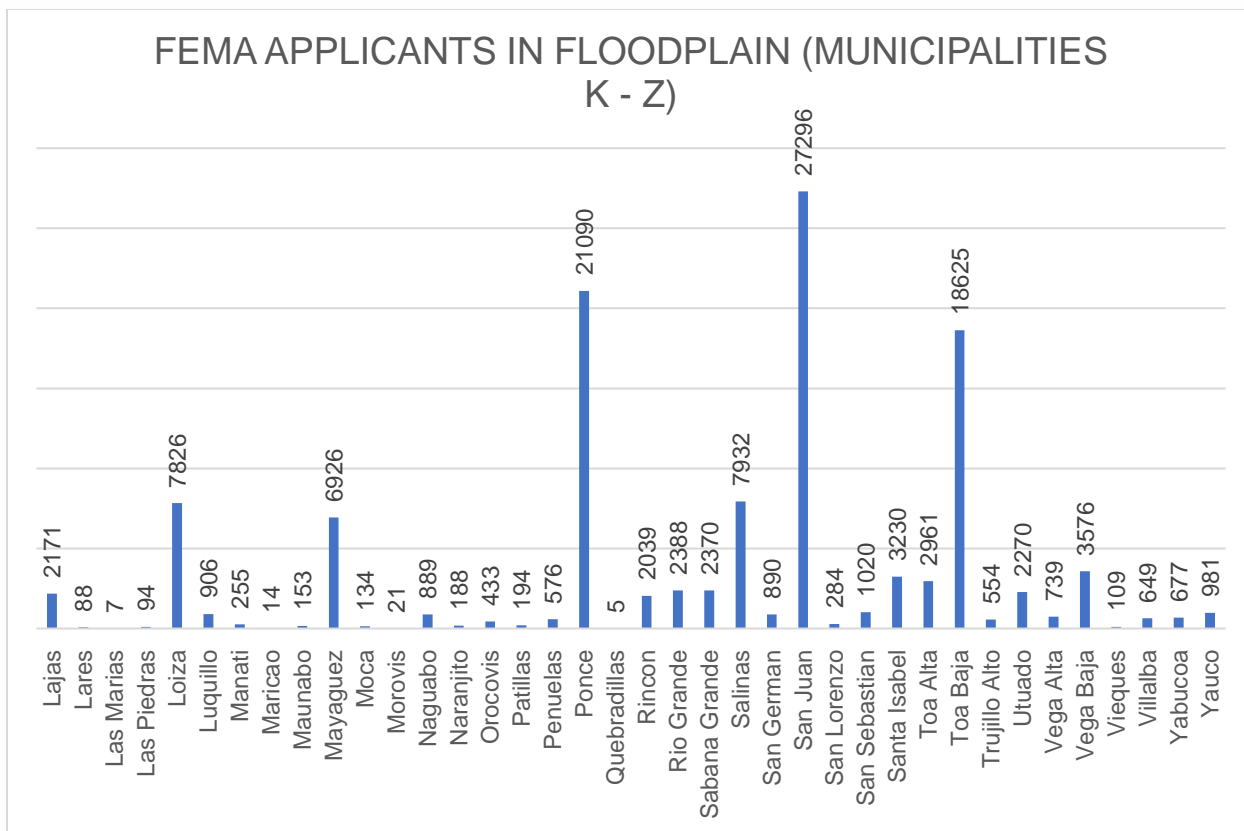 FEMA APPLICANTS IN FLOODPLAIN (MUNICIPALITIES
K - Z)
2171
88
7
94
7826
906
255
14
153
6926
134
21
889
188
433
194
576
21090
5
2039
2388
2370
7932
890
27296
284
1020
3230
2961
18625
554
2270
739
3576
109
649
677
981
Lajas
Lares
Las Marias
Las Piedras
Loiza
Luquillo
Manati
Maricao
Maunabo
Mayaguez
Moca
Morovis
Naguabo
Naranjito
Orocovis
Patillas
Penuelas
Ponce
Quebradillas
Rincon
Rio Grande
Sabana Grande
Salinas
San German
San Juan
San Lorenzo
San Sebastian
Santa Isabel
Toa Alta
Toa Baja
Trujillo Alto
Utuado
Vega Alta
Vega Baja
Vieques
Villalba
Yabucoa
Yauco